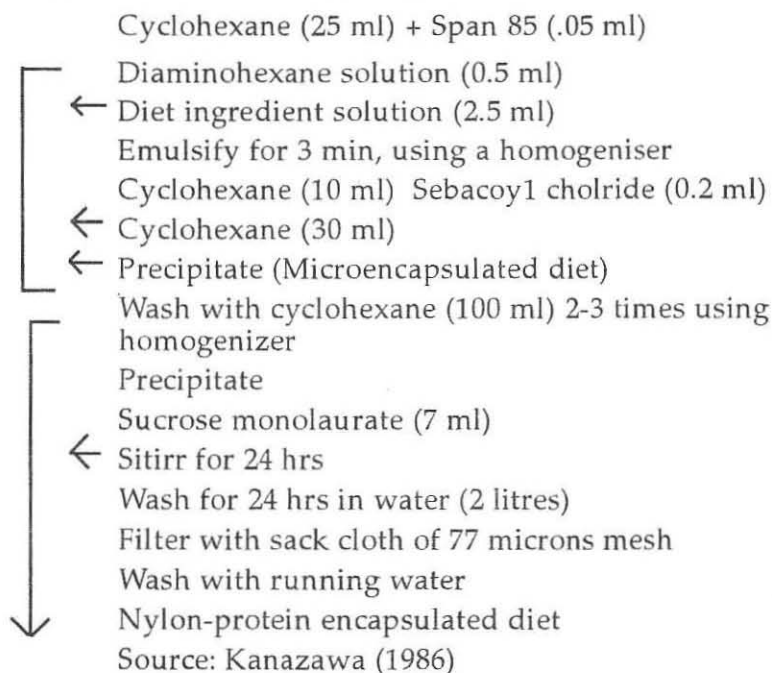 Cyclohexane (25 ml) + Span 85 (.05 ml)
Diaminohexane solution (0.5 ml)
Diet ingredient solution (2.5 ml)
Emulsify for 3 min, using a homogeniser
Cyclohexane (10 ml) Sebacoy1 cholride (0.2 ml)
Cyclohexane (30 ml)
Precipitate (Microencapsulated diet)
Wash with cyclohexane (100 ml) 2-3 times using
homogenizer
Precipitate
Sucrose monolaurate (7 ml)
Sitirr for 24 hrs
Wash for 24 hrs in water (2 litres)
Filter with sack cloth of 77 microns mesh
Wash with running water
Nylon-protein encapsulated diet
Source: Kanazawa (1986)